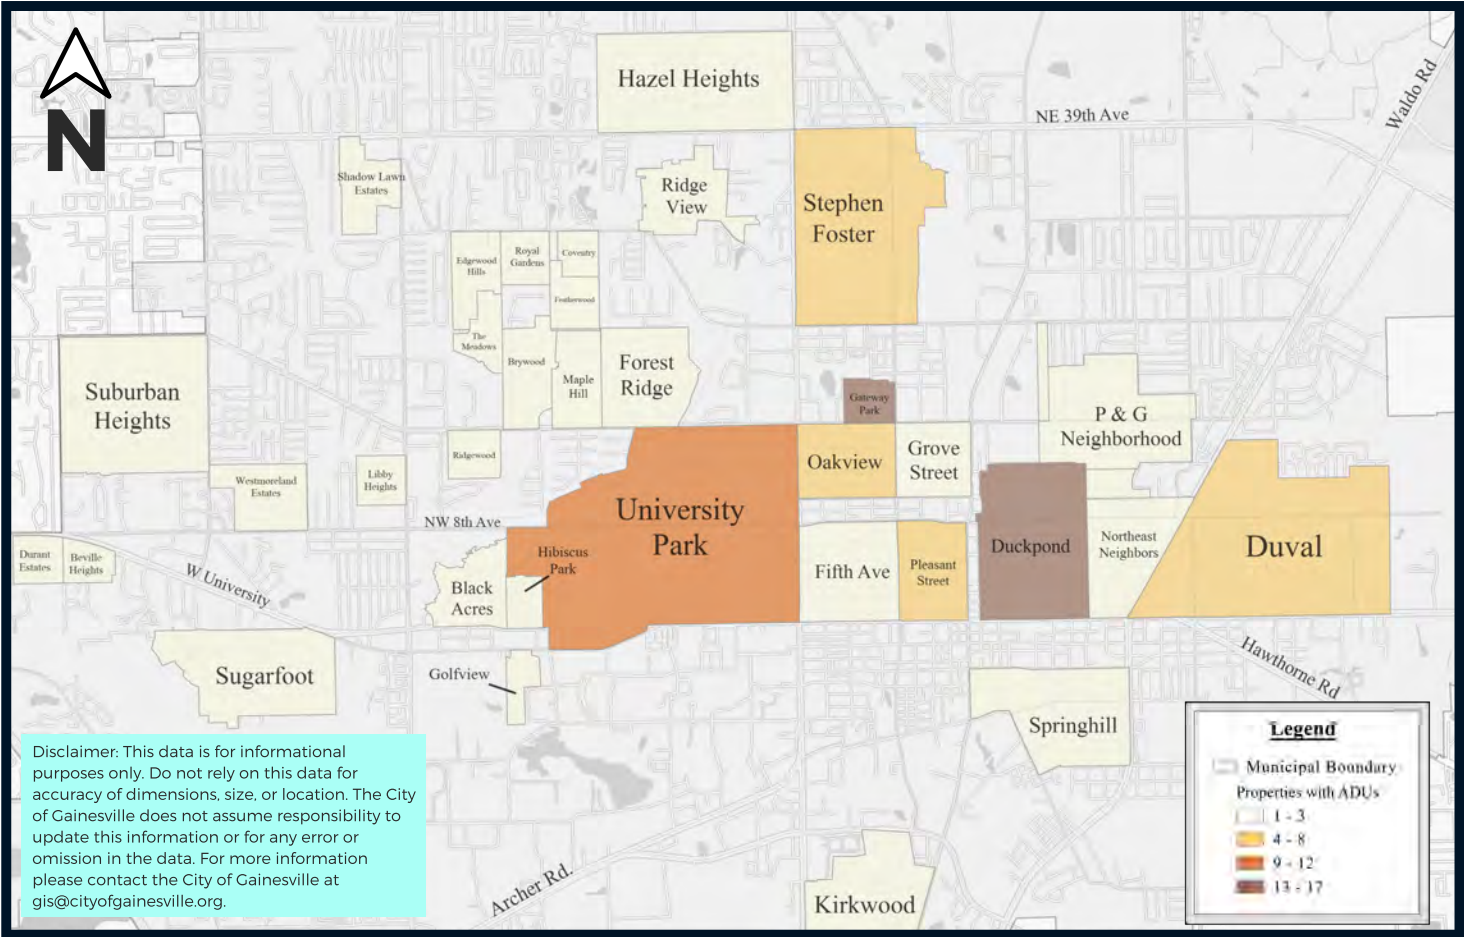 N
Hazel Heights
NE 39th Ave
Waldo Rd
Shadow Lawn
Estates
Ridge
View
Stephen
Foster
Edgewood
Hills
Royal
Gardens
Coventry
Featherwood
The
Meadows
Brywood
Maple
Hill
Forest
Ridge
Suburban
Heights
Gateway
Park
P & G
Neighborhood
Ridgewood
Oakview
Grove
Street
Westmoreland
Estates
Libby
Heights
NW 8th Ave
University
Park
Hibiscus
Park
Duckpond
Northeast
Neighbors
Duval
Durant
Estates
Beville
Heights
W University
Black
Acres
Fifth Ave
Pleasant
Street
Sugarfoot
Golfview
Hawthorne Rd
Springhill
Archer Rd.
Kirkwood
Disclaimer: This data is for informational
purposes only. Do not rely on this data for
accuracy of dimensions, size, or location. The City
of Gainesville does not assume responsibility to
update this information or for any error or
omission in the data. For more information
please contact the City of Gainesville at
gis@cityofgainesville.org.
Legend
Municipal Boundary
Properties with ADUs
1 - 3
4 - 8
9 - 12
13 - 17